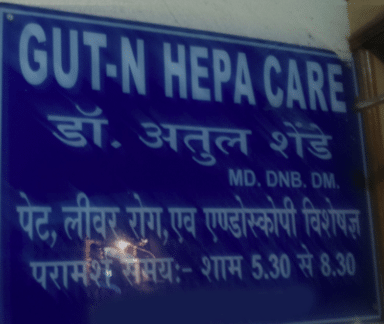 GUT-N HEPA CARE
डॉ. अतुल शेंडे
MD. DNB. DM.
पेट, लीवर रोग, एव एण्डोस्कोपी विशेषज्ञ
परामर्श समय:- शाम 5.30 से 8.30